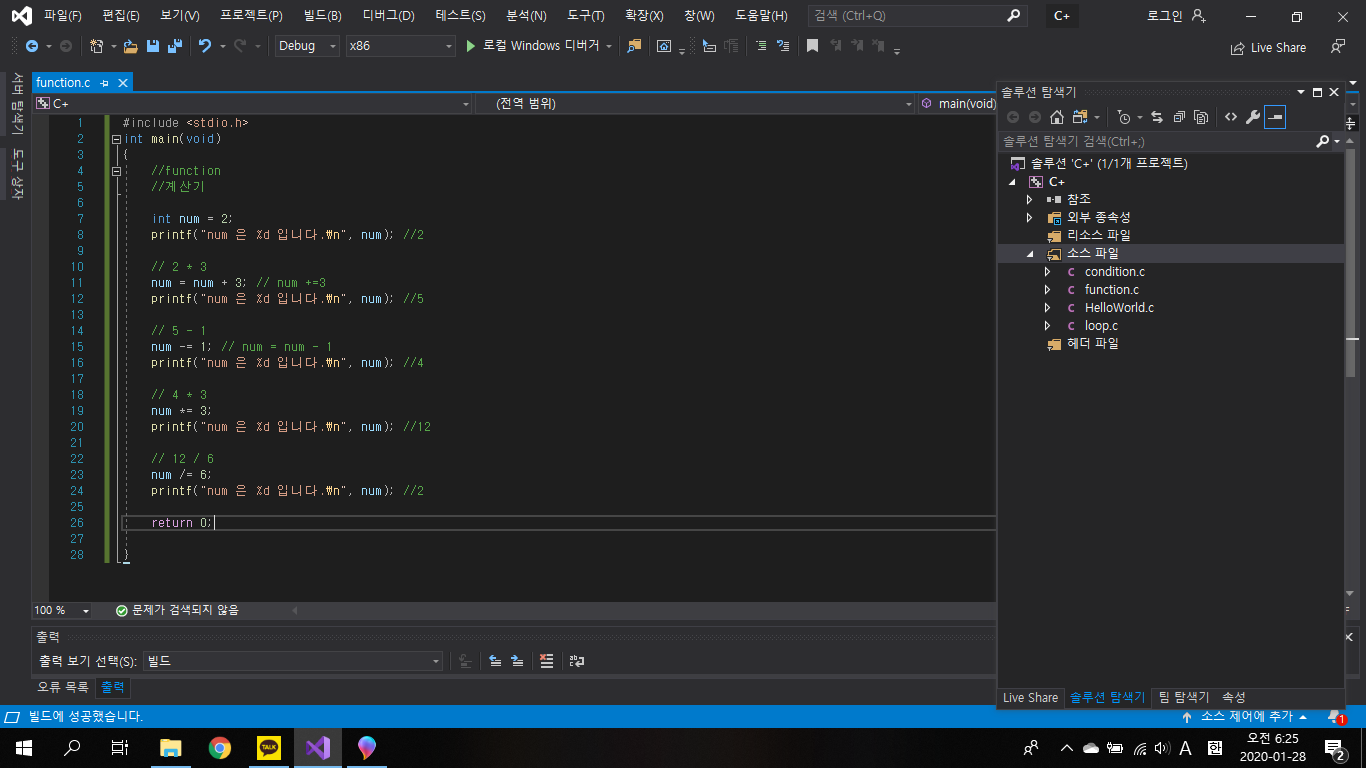 파일(F) 편집(E) 보기(V) 프로젝트(P) 빌드(B) 디버그(D) 테스트(S) 분석(N) 도구(T) 확장(X) 창(W) 도움말(H) 검색 (Ctrl+Q) C+ 로그인
Debug x86 로컬 Windows 디버거 Live Share
서버 탐색기
도구 상자
function.c
C+ (전역 범위) main(void)
1 #include <stdio.h>
2 int main(void)
3 {
4 //function
5 //계산기
6
7 int num = 2;
8 printf("num 은 %d 입니다.₩n", num); //2
9
10 // 2 * 3
11 num = num + 3; // num +=3
12 printf("num 은 %d 입니다.₩n", num); //5
13
14 // 5 - 1
15 num -= 1; // num = num - 1
16 printf("num 은 %d 입니다.₩n", num); //4
17
18 // 4 * 3
19 num *= 3;
20 printf("num 은 %d 입니다.₩n", num); //12
21
22 // 12 / 6
23 num /= 6;
24 printf("num 은 %d 입니다.₩n", num); //2
25
26 return 0;
27
28 }
100 % 문제가 검색되지 않음
출력
출력 보기 선택(S): 빌드
오류 목록 출력
솔루션 탐색기
솔루션 탐색기 검색(Ctrl+;)
솔루션 'C+' (1/1개 프로젝트)
C+
참조
외부 종속성
리소스 파일
소스 파일
condition.c
function.c
HelloWorld.c
loop.c
헤더 파일
Live Share 솔루션 탐색기 팀 탐색기 속성
빌드에 성공했습니다. 소스 제어에 추가 1
TALK A 한 오전 6:25
2020-01-28 2